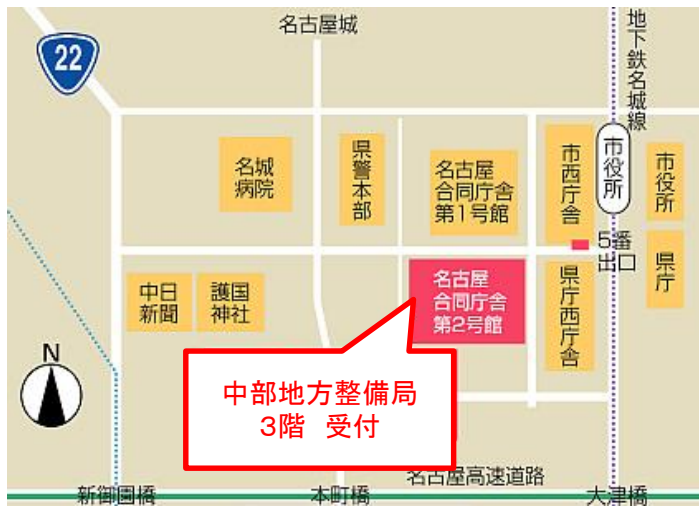 22
名古屋城
地下鉄名城線
名城
病院
県警本部
名古屋
合同庁舎
第1号館
市西庁舎
市役所
市役所
5番
出口
中日
新聞
護国
神社
名古屋
合同庁舎
第2号館
県庁西庁舎
県庁
N
中部地方整備局
3階 受付
名古屋高速道路
新御園橋
本町橋
大津橋